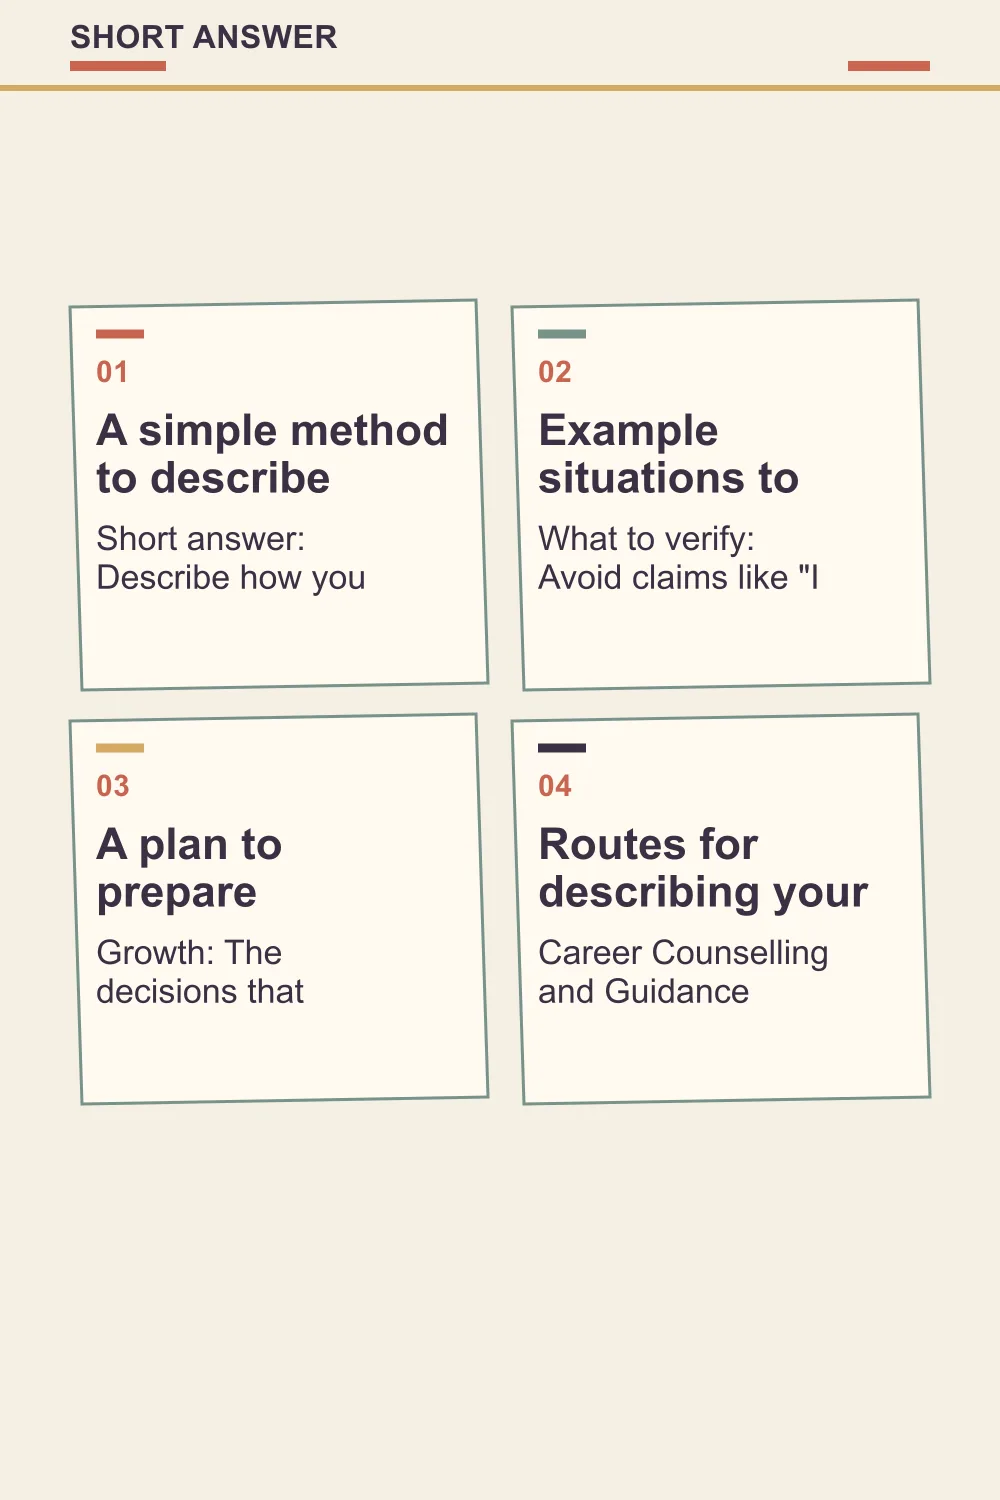 SHORT ANSWER
01
A simple method
to describe
Short answer:
Describe how you
02
Example
situations to
What to verify:
Avoid claims like "I
03
A plan to
prepare
Growth: The
decisions that
04
Routes for
describing your
Career Counselling
and Guidance